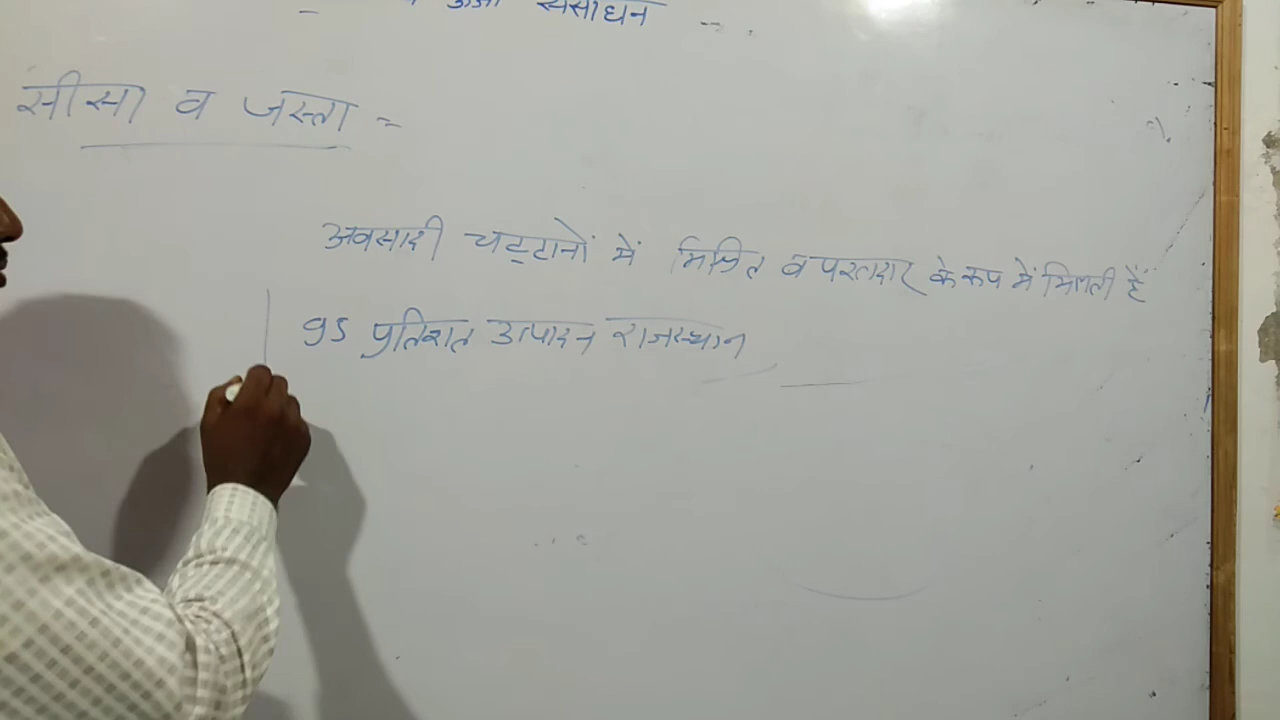 संसाधन
सीसा व जस्ता =
अवसादी चट्टानों में मिश्रित व परतदार के रूप में मिलती हैं
95 प्रतिशत उत्पादन राजस्थान